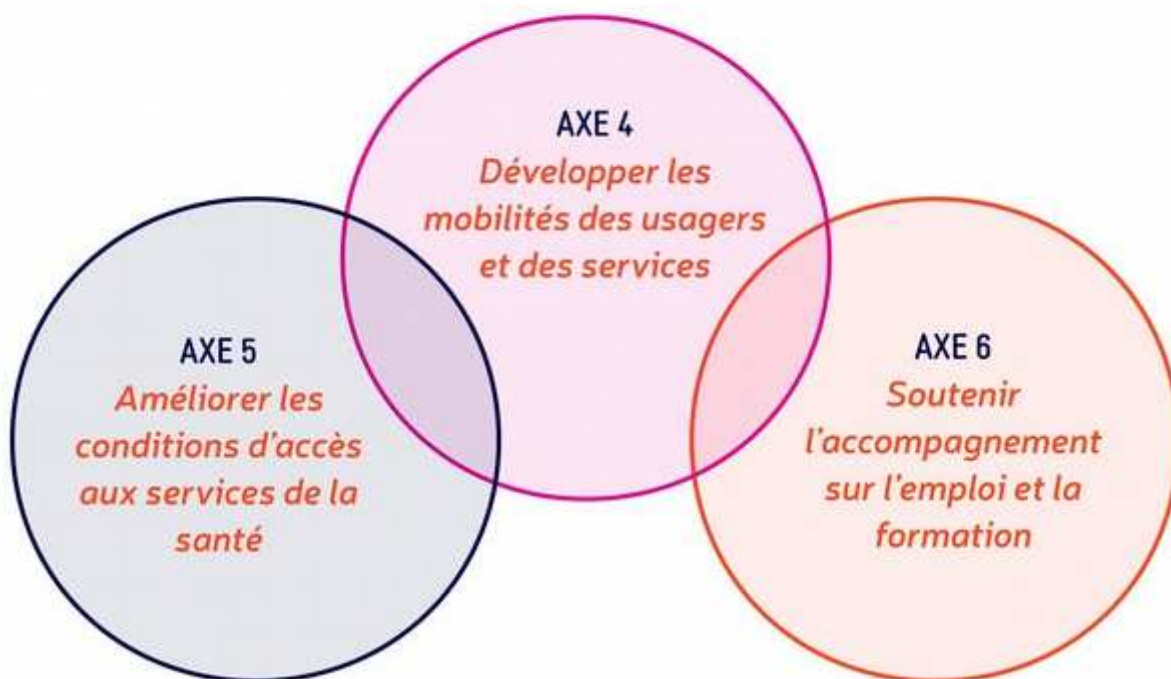 AXE 4
Développer les
mobilités des usagers
et des services
AXE 5
Améliorer les
conditions d'accès
aux services de la
santé
AXE 6
Soutenir
l'accompagnement
sur l'emploi et la
formation